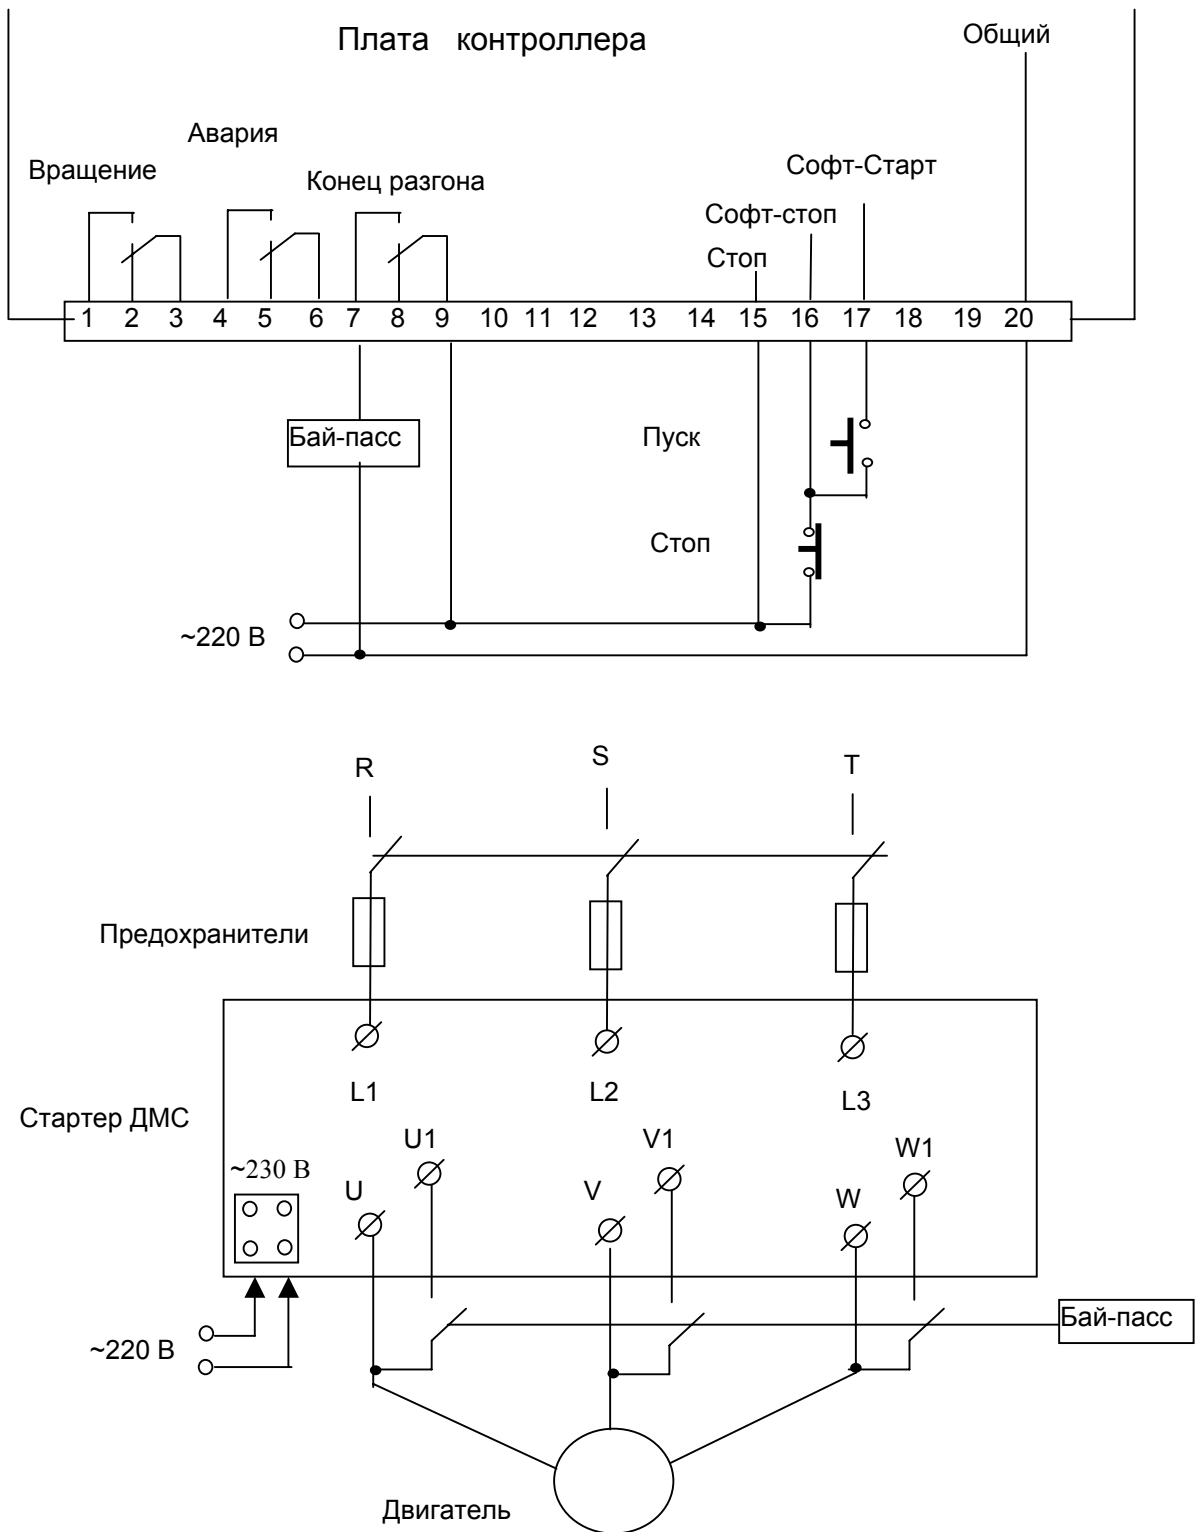 Плата контроллера
Общий
Авария
Вращение
Конец разгона
Софт-Старт
Софт-стоп
Стоп
1 2 3 4 5 6 7 8 9 10 11 12 13 14 15 16 17 18 19 20
Бай-пасс
Пуск
Стоп
~220 В
R S T
Предохранители
L1 L2 L3
Стартер ДМС
U1 V1 W1
~230 В
U V W
Бай-пасс
~220 В
Двигатель